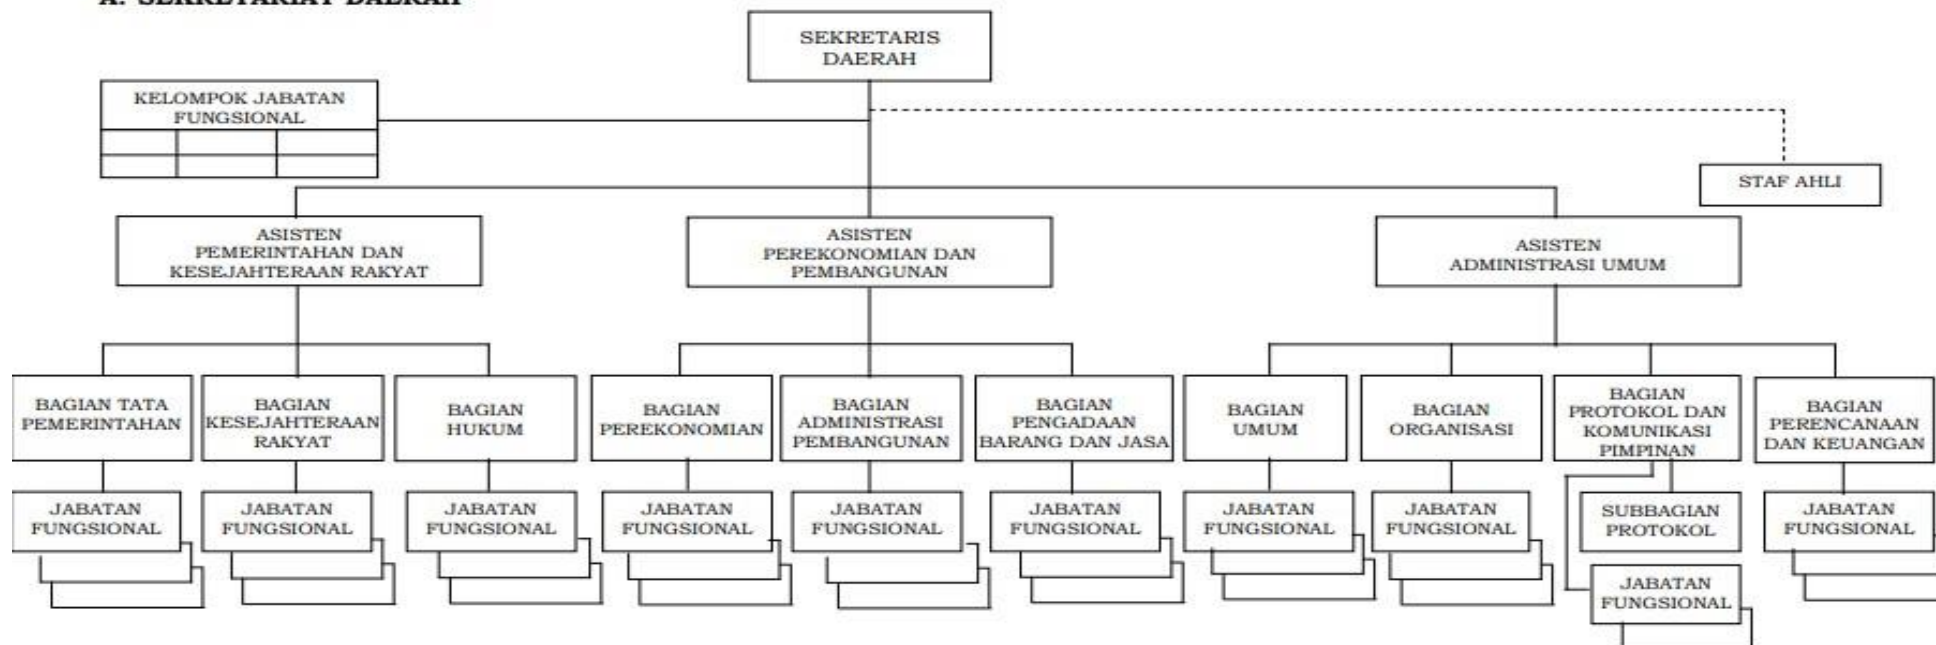 A. SEKRETARIAT DAERAH
SEKRETARIS
DAERAH
KELOMPOK JABATAN
FUNGSIONAL
STAF AHLI
ASISTEN
PEMERINTAHAN DAN
KESEJAHTERAAN RAKYAT
ASISTEN
PEREKONOMIAN DAN
PEMBANGUNAN
ASISTEN
ADMINISTRASI UMUM
BAGIAN TATA
PEMERINTAHAN
BAGIAN
KESEJAHTERAAN
RAKYAT
BAGIAN
HUKUM
BAGIAN
PEREKONOMIAN
BAGIAN
ADMINISTRASI
PEMBANGUNAN
BAGIAN
PENGADAAN
BARANG DAN JASA
BAGIAN
UMUM
BAGIAN
ORGANISASI
BAGIAN
PROTOKOL DAN
KOMUNIKASI
PIMPINAN
BAGIAN
PERENCANAAN
DAN KEUANGAN
JABATAN
FUNGSIONAL
JABATAN
FUNGSIONAL
JABATAN
FUNGSIONAL
JABATAN
FUNGSIONAL
JABATAN
FUNGSIONAL
JABATAN
FUNGSIONAL
JABATAN
FUNGSIONAL
JABATAN
FUNGSIONAL
SUBBAGIAN
PROTOKOL
JABATAN
FUNGSIONAL
JABATAN
FUNGSIONAL